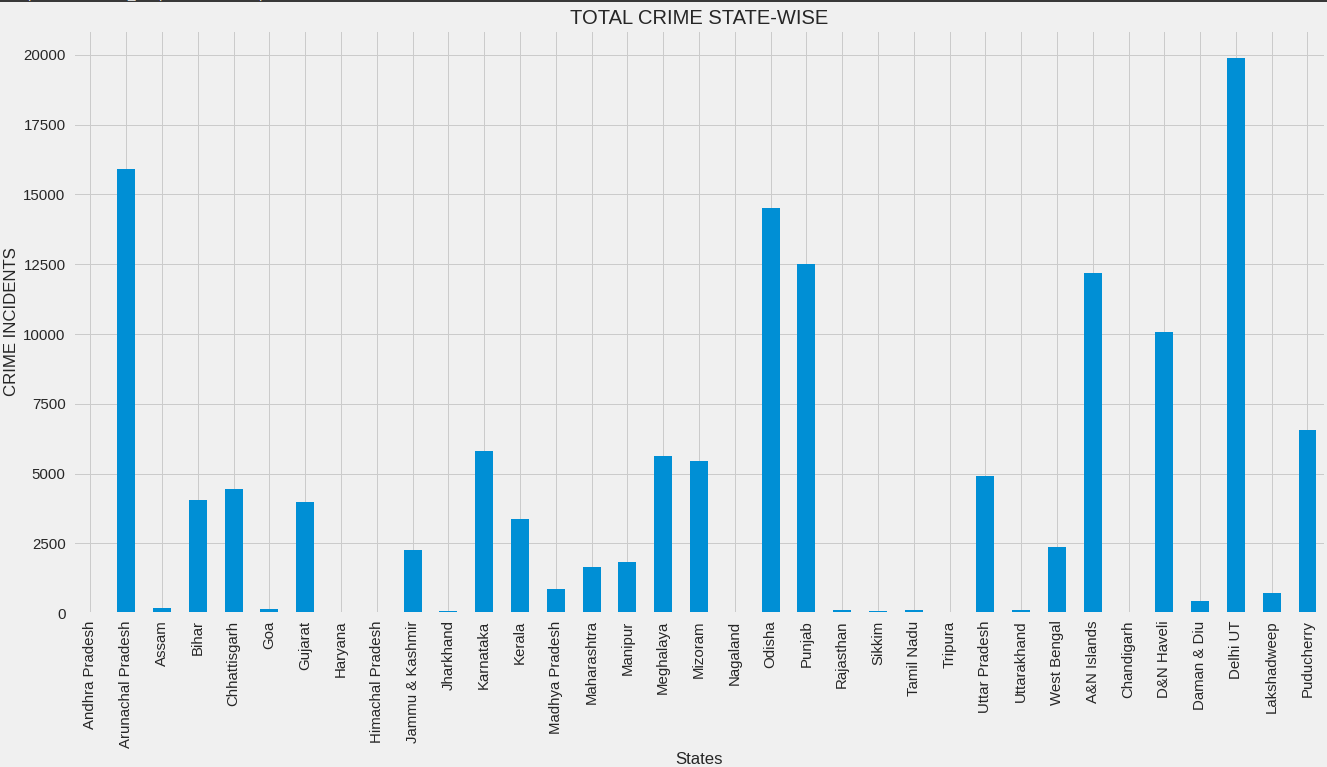 TOTAL CRIME STATE-WISE
20000
17500
15000
12500
10000
7500
5000
2500
0
CRIME INCIDENTS
Andhra Pradesh
Arunachal Pradesh
Assam
Bihar
Chhattisgarh
Goa
Gujarat
Haryana
Himachal Pradesh
Jammu & Kashmir
Jharkhand
Karnataka
Kerala
Madhya Pradesh
Maharashtra
Manipur
Meghalaya
Mizoram
Nagaland
Odisha
Punjab
Rajasthan
Sikkim
Tamil Nadu
Tripura
Uttar Pradesh
Uttarakhand
West Bengal
A&N Islands
Chandigarh
D&N Haveli
Daman & Diu
Delhi UT
Lakshadweep
Puducherry
States